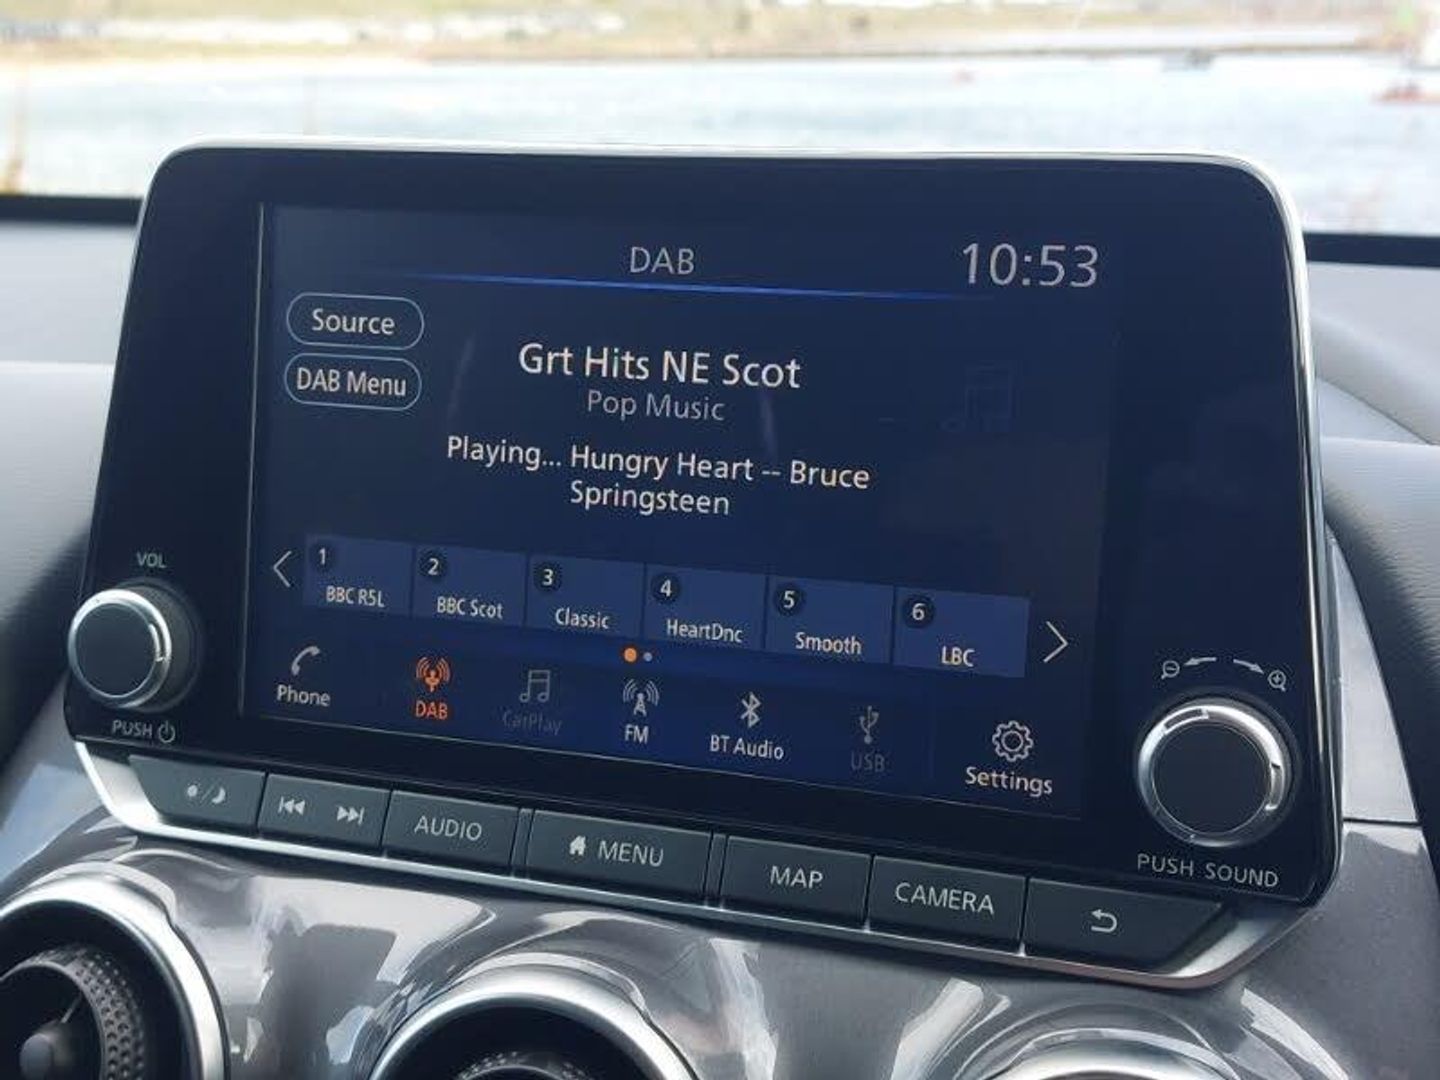 DAB
10:53
Source
DAB Menu
Grt Hits NE Scot
Pop Music
Playing... Hungry Heart -- Bruce
Springsteen
1 BBC R5L
2 BBC Scot
3 Classic
4 HeartDnc
5 Smooth
6 LBC
Phone
DAB
CarPlay
FM
BT Audio
USB
Settings
VOL
PUSH
PUSH SOUND
AUDIO
MENU
MAP
CAMERA